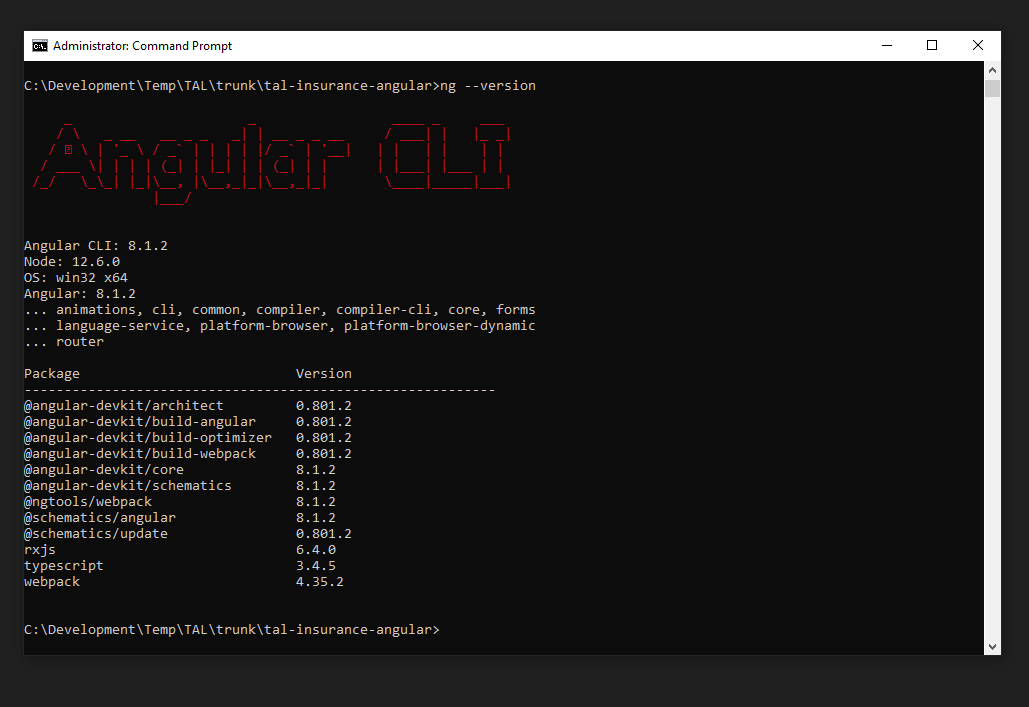 Administrator: Command Prompt
C:\Development\Temp\TAL\trunk\tal-insurance-angular>ng --version
Angular CLI
Angular CLI: 8.1.2
Node: 12.6.0
OS: win32 x64
Angular: 8.1.2
... animations, cli, common, compiler, compiler-cli, core, forms
... language-service, platform-browser, platform-browser-dynamic
... router
Package                           Version
-----------------------------------------------------------
@angular-devkit/architect         0.801.2
@angular-devkit/build-angular     0.801.2
@angular-devkit/build-optimizer   0.801.2
@angular-devkit/build-webpack     0.801.2
@angular-devkit/core              8.1.2
@angular-devkit/schematics        8.1.2
@ngtools/webpack                  8.1.2
@schematics/angular               8.1.2
@schematics/update                0.801.2
rxjs                              6.4.0
typescript                        3.4.5
webpack                           4.35.2
C:\Development\Temp\TAL\trunk\tal-insurance-angular>